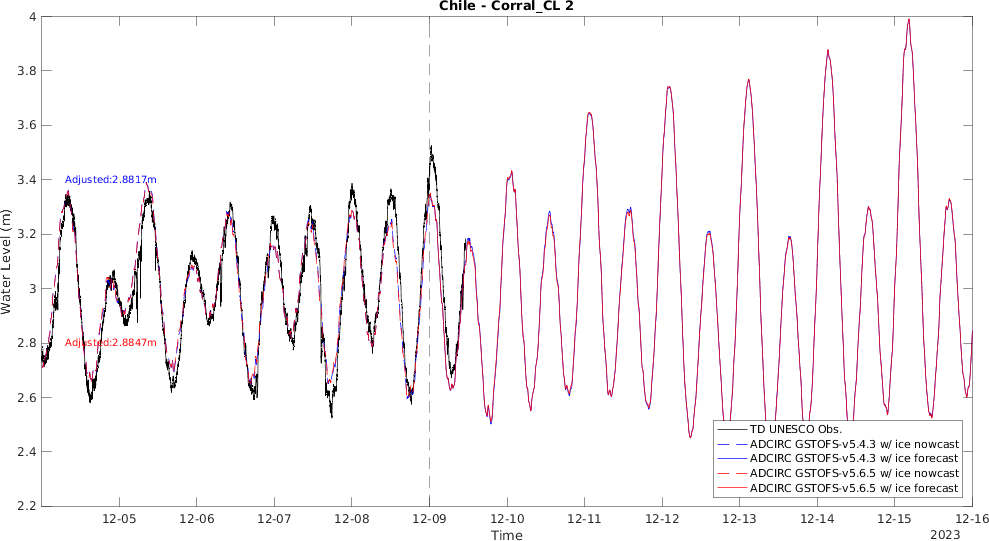 Chile - Corral_CL 2
4
3.8
3.6
3.4
3.2
3
2.8
2.6
2.4
2.2
Water Level (m)
Adjusted:2.8817m
Adjusted:2.8847m
TD UNESCO Obs.
ADCIRC GSTOFS-v5.4.3 w/ ice nowcast
ADCIRC GSTOFS-v5.4.3 w/ ice forecast
ADCIRC GSTOFS-v5.6.5 w/ ice nowcast
ADCIRC GSTOFS-v5.6.5 w/ ice forecast
12-05 12-06 12-07 12-08 12-09 12-10 12-11 12-12 12-13 12-14 12-15 12-16
Time
2023